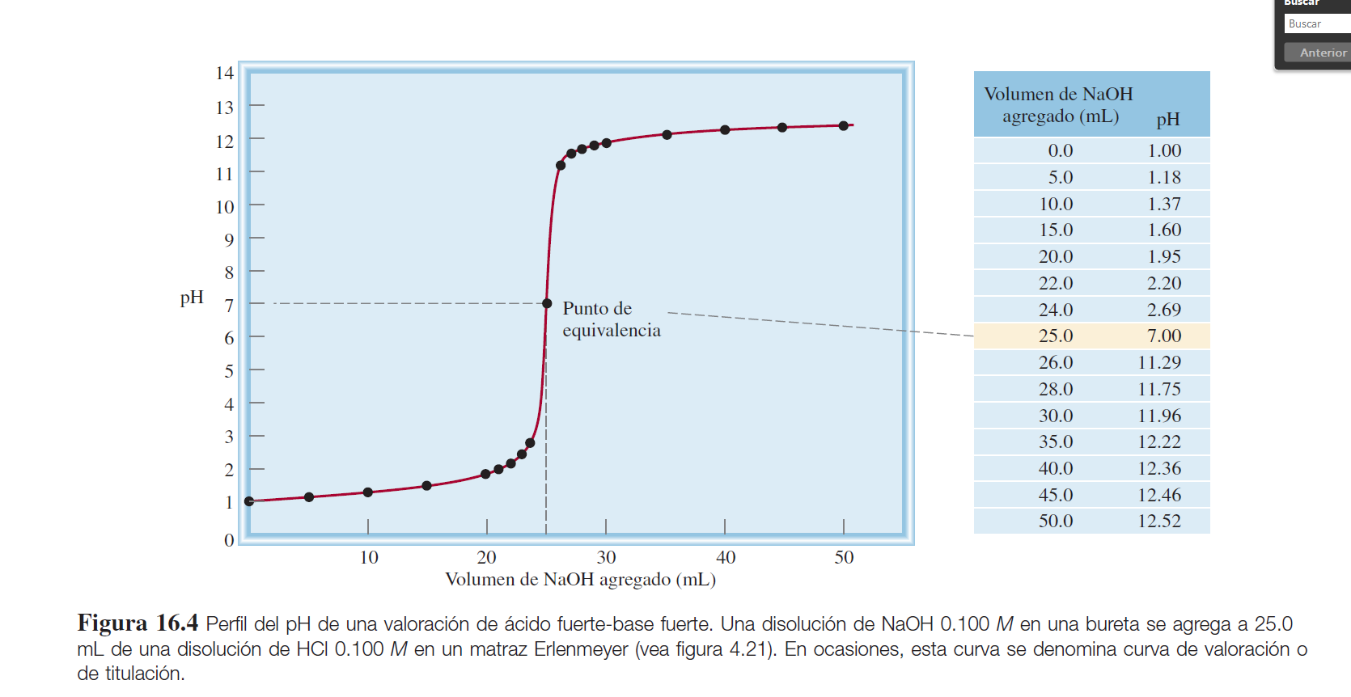 Buscar
Buscar
Anterior
14
13
12
11
10
9
8
pH
7
6
5
4
3
2
1
0
Punto de
equivalencia
10 20 30 40 50
Volumen de NaOH agregado (mL)
Volumen de NaOH
agregado (mL) pH
0.0 1.00
5.0 1.18
10.0 1.37
15.0 1.60
20.0 1.95
22.0 2.20
24.0 2.69
25.0 7.00
26.0 11.29
28.0 11.75
30.0 11.96
35.0 12.22
40.0 12.36
45.0 12.46
50.0 12.52
Figura 16.4 Perfil del pH de una valoración de ácido fuerte-base fuerte. Una disolución de NaOH 0.100 M en una bureta se agrega a 25.0
mL de una disolución de HCl 0.100 M en un matraz Erlenmeyer (vea figura 4.21). En ocasiones, esta curva se denomina curva de valoración o
de titulación.